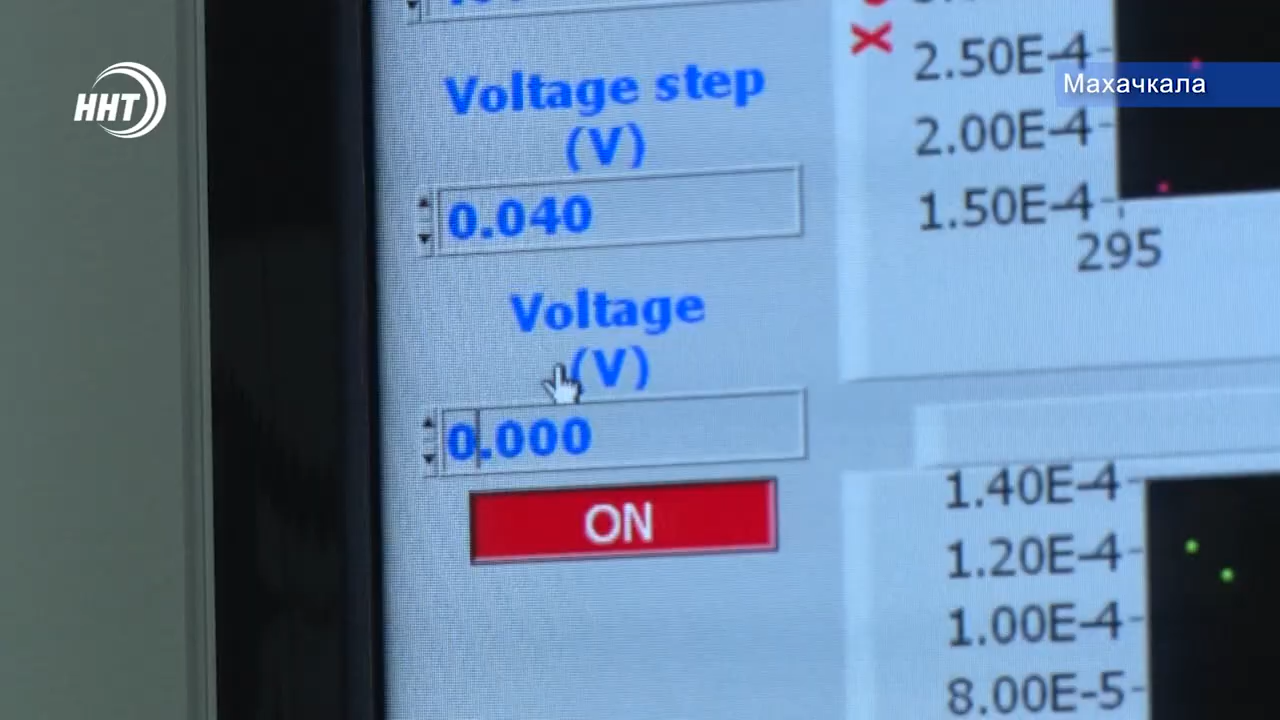 ННТ
Махачкала
Voltage step
(V)
0.040
Voltage
(V)
0.000
ON
2.50E-4
2.00E-4
1.50E-4
295
1.40E-4
1.20E-4
1.00E-4
8.00E-5